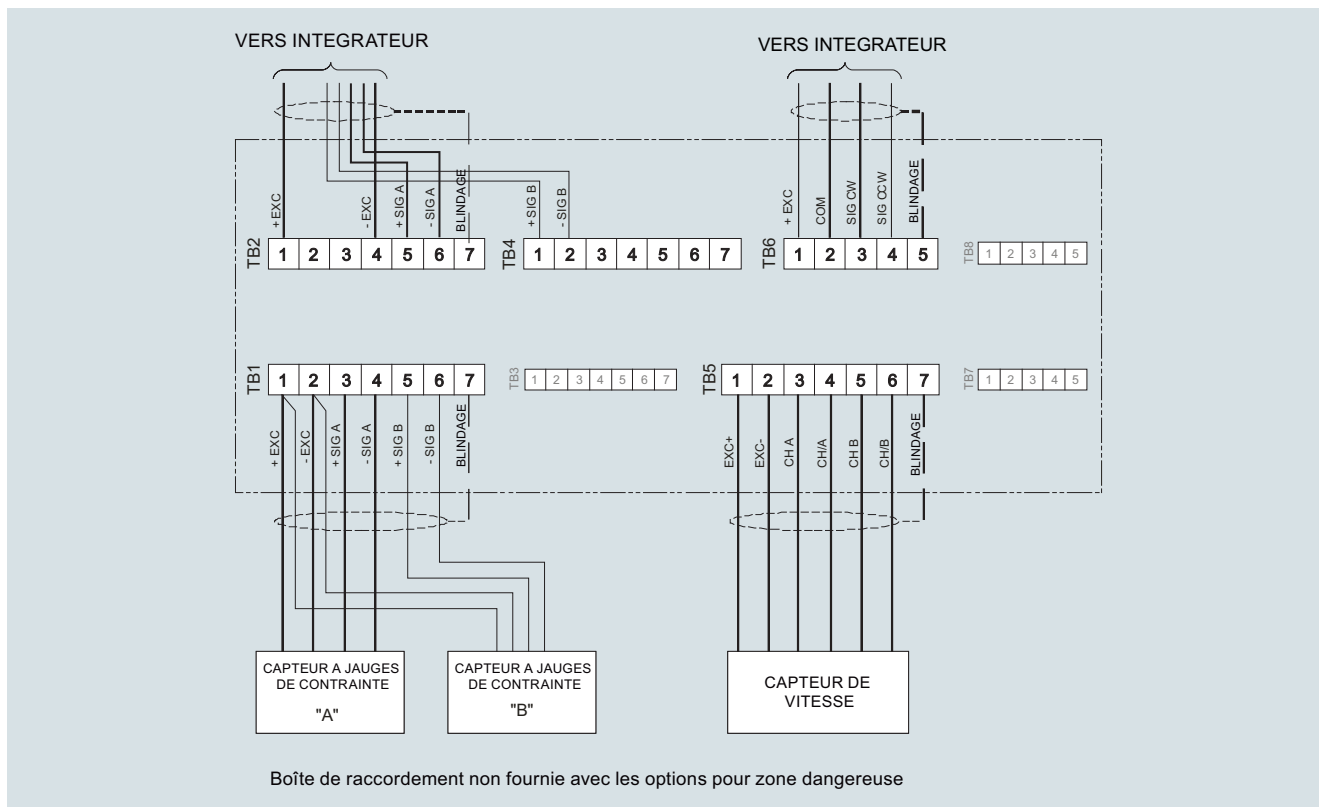 VERS INTEGRATEUR
VERS INTEGRATEUR
+ EXC
- EXC
+ SIG A
- SIG A
BLINDAGE
+ SIG B
- SIG B
+ EXC
COM
SIG CW
SIG CCW
BLINDAGE
TB2 1 2 3 4 5 6 7
TB4 1 2 3 4 5 6 7
TB6 1 2 3 4 5
TB8 1 2 3 4 5
TB1 1 2 3 4 5 6 7
TB3 1 2 3 4 5 6 7
TB5 1 2 3 4 5 6 7
TB7 1 2 3 4 5
+ EXC
- EXC
+ SIG A
- SIG A
+ SIG B
- SIG B
BLINDAGE
EXC+
EXC-
CH A
CH/A
CH B
CH/B
BLINDAGE
CAPTEUR A JAUGES
DE CONTRAINTE
"A"
CAPTEUR A JAUGES
DE CONTRAINTE
"B"
CAPTEUR DE
VITESSE
Boîte de raccordement non fournie avec les options pour zone dangereuse